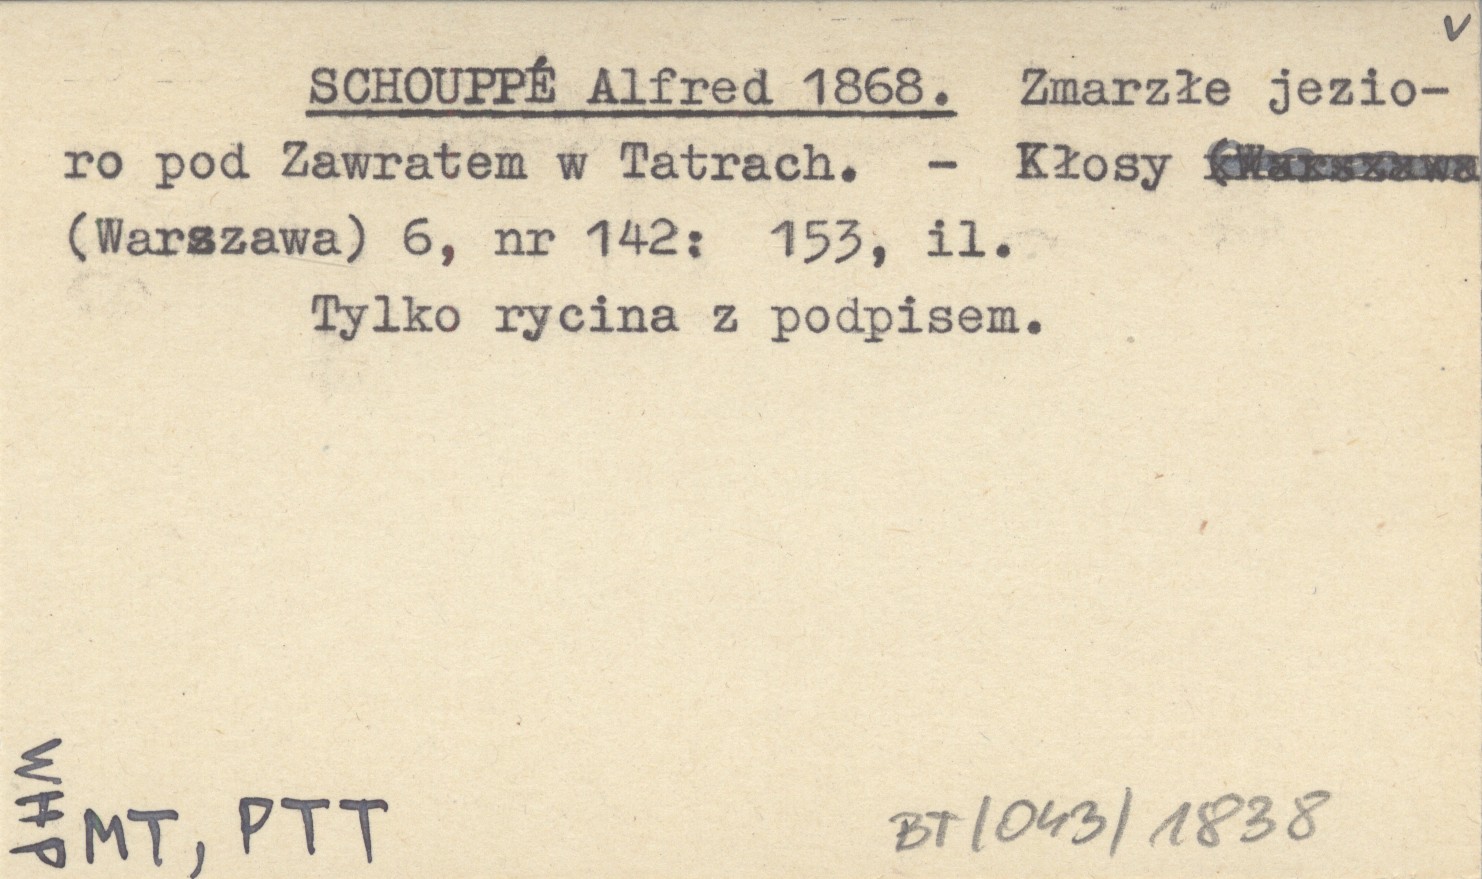 v
SCHOUPPÉ Alfred 1868. Zmarzłe jezio-
ro pod Zawratem w Tatrach. - Kłosy (Warszawa
(Warszawa) 6, nr 142: 153, il.
Tylko rycina z podpisem.
WHP
MT, PTT
BT/043/1838